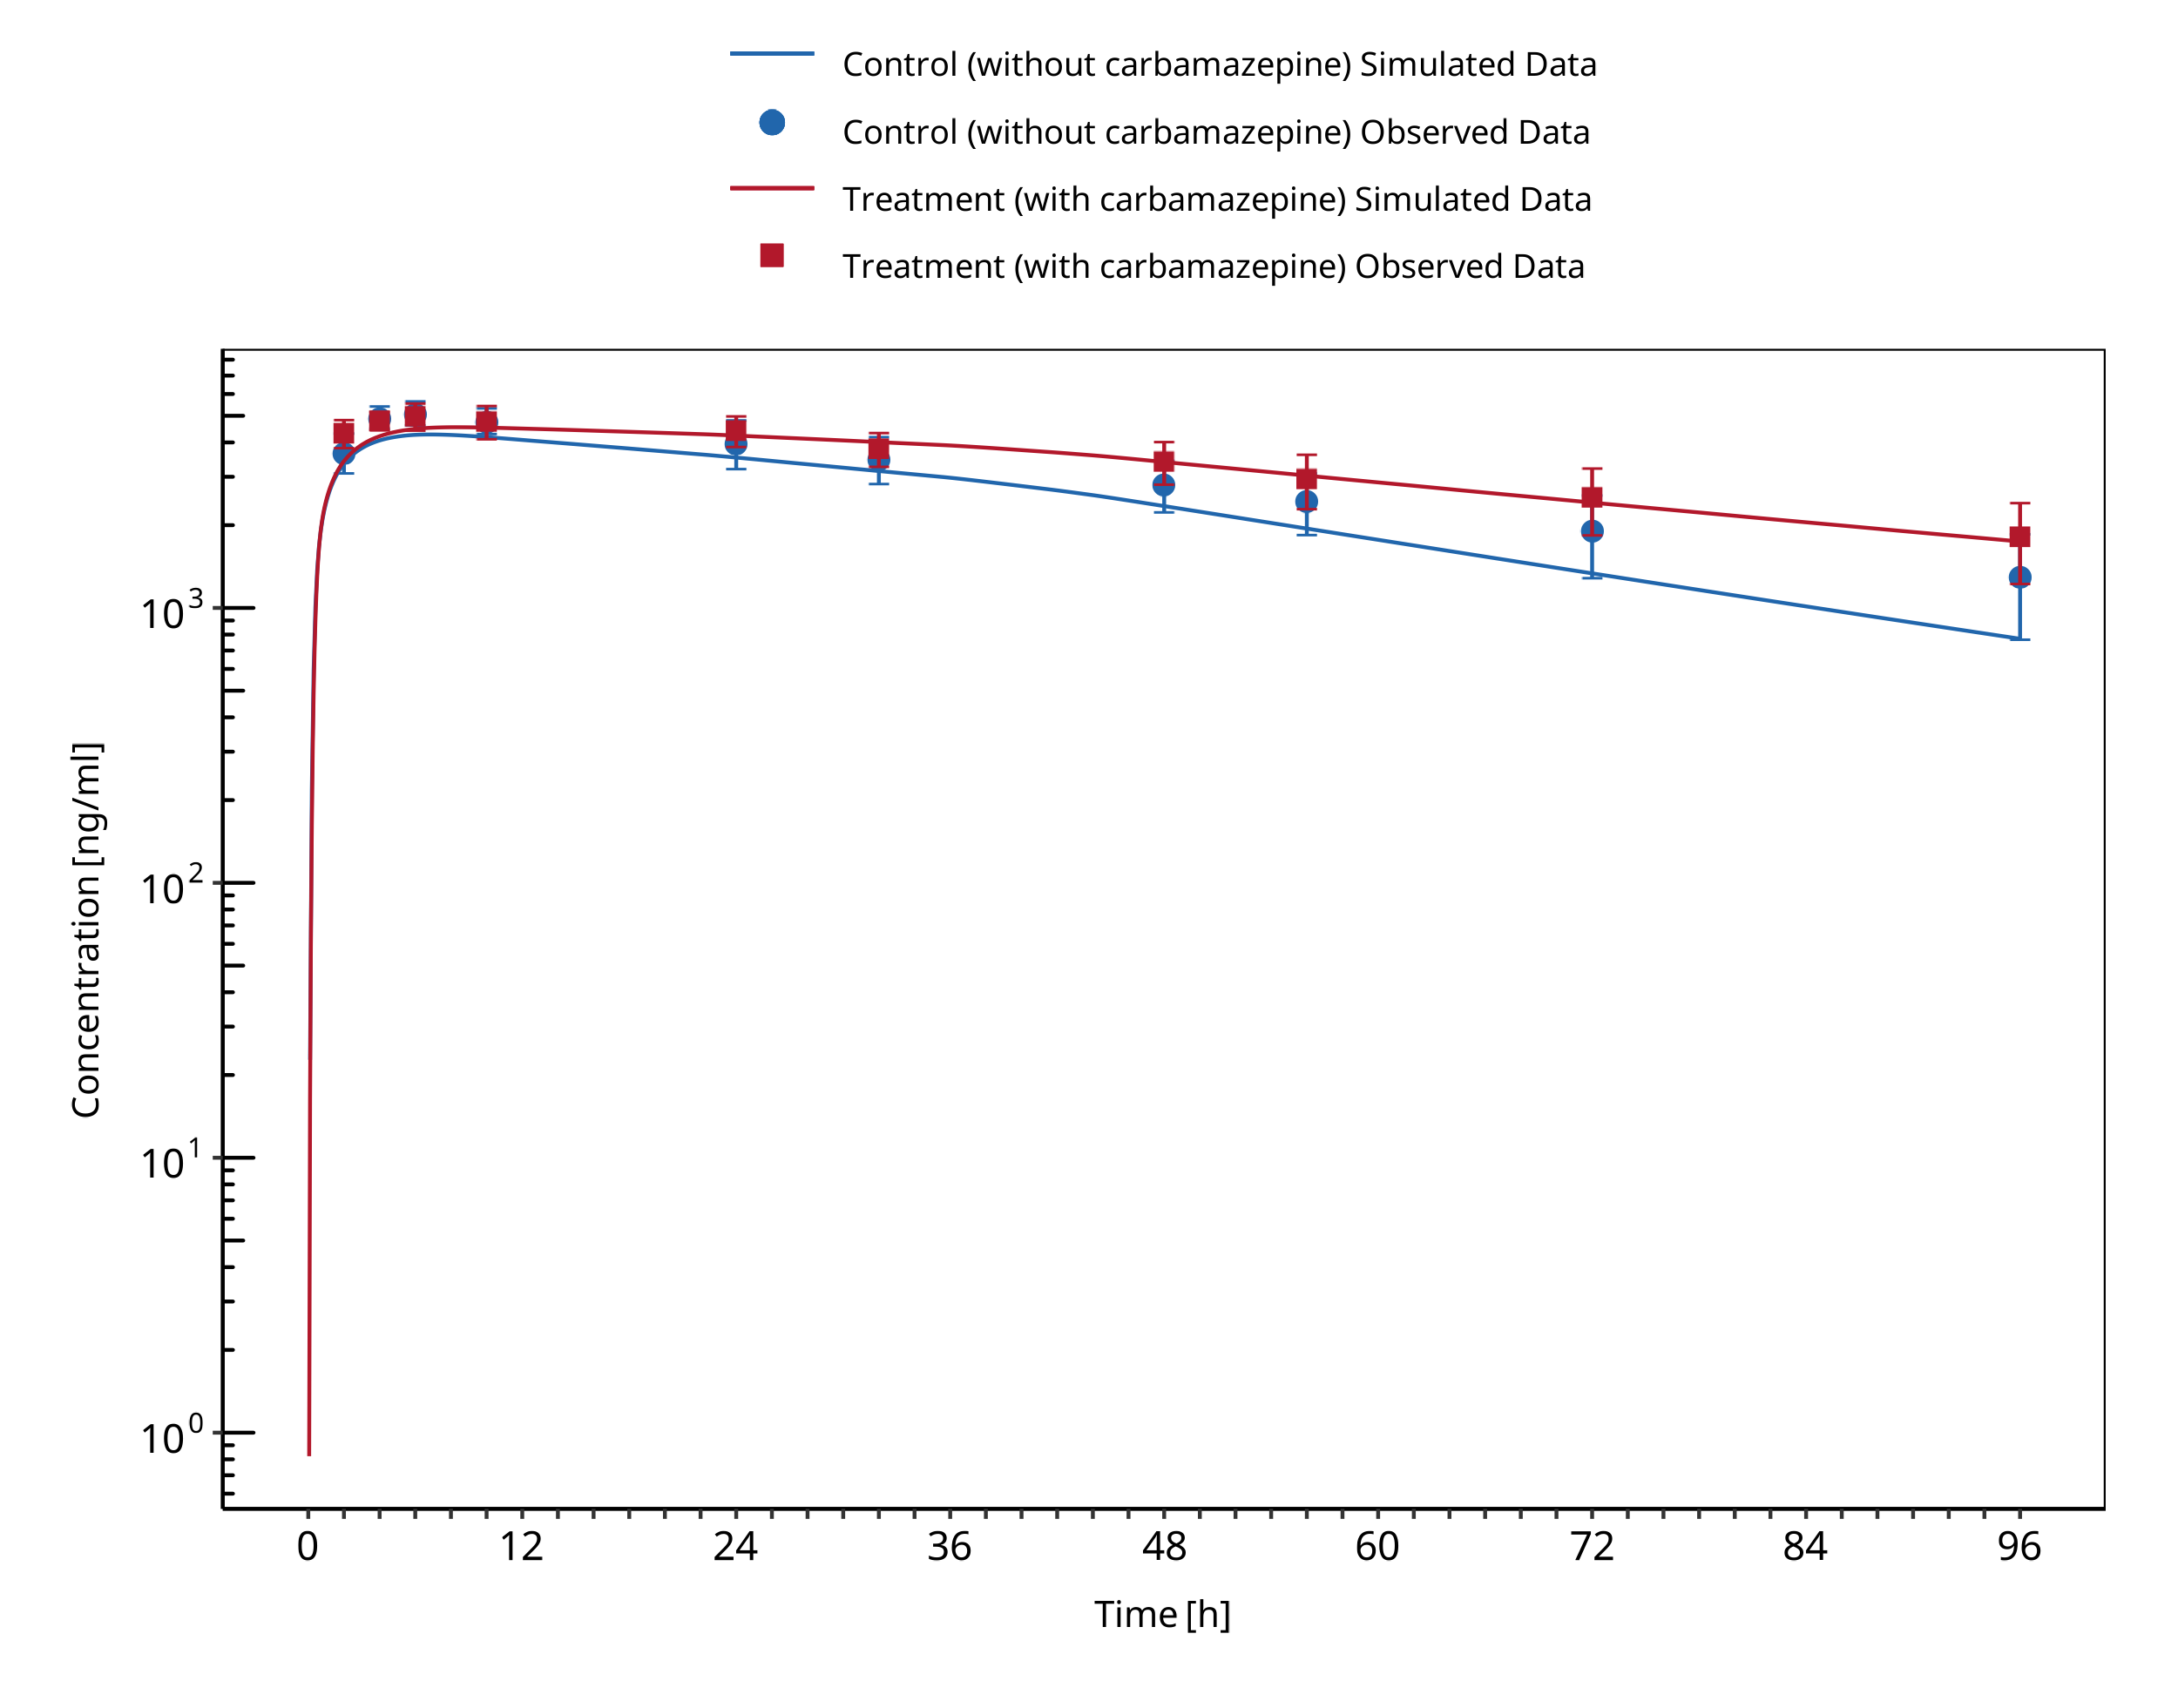 Control (without carbamazepine) Simulated Data
Control (without carbamazepine) Observed Data
Treatment (with carbamazepine) Simulated Data
Treatment (with carbamazepine) Observed Data
Concentration [ng/ml]
10³
10²
10¹
10⁰
0 12 24 36 48 60 72 84 96
Time [h]